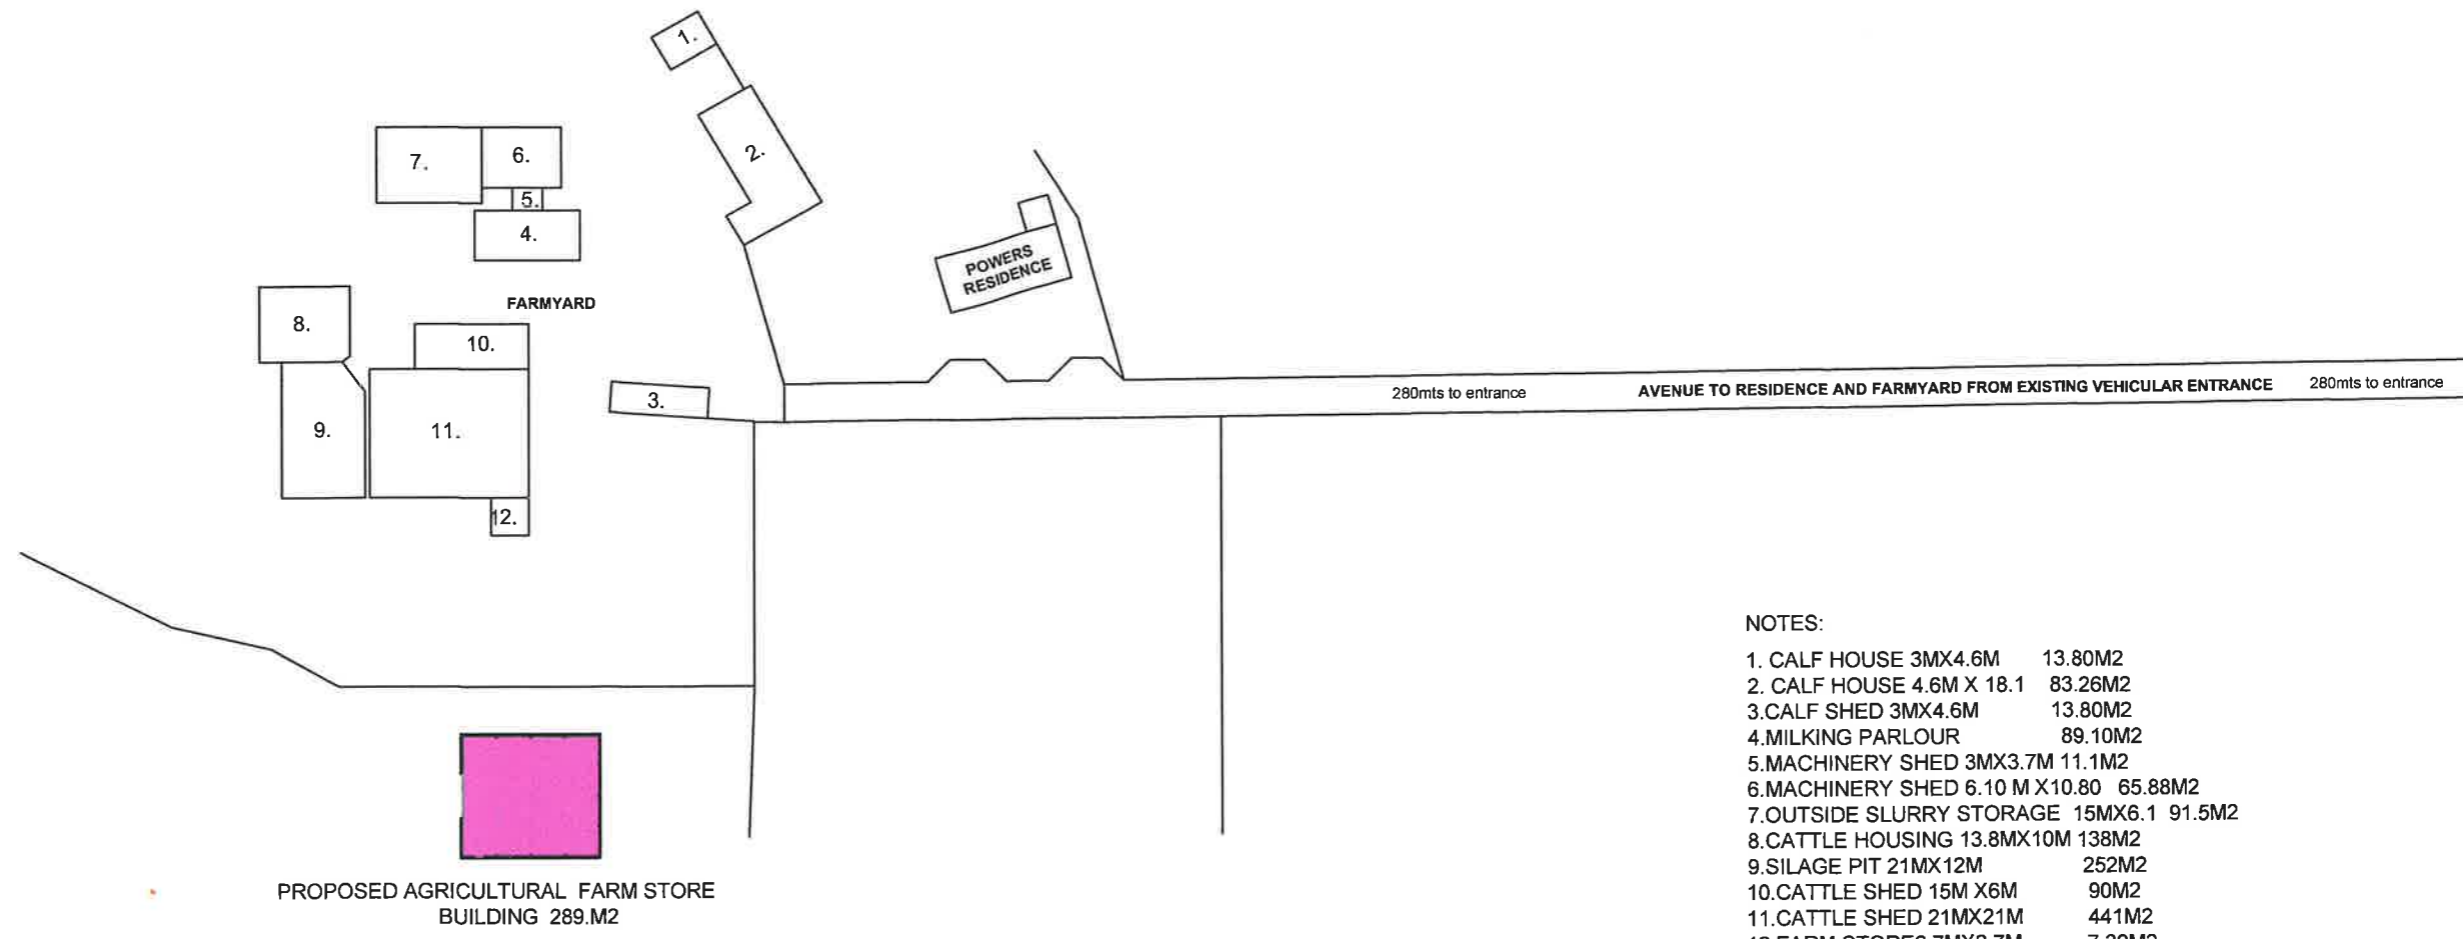 1.
2.
7.
6.
5.
4.
POWERS
RESIDENCE
FARMYARD
8.
10.
3.
9.
11.
12.
280mts to entrance AVENUE TO RESIDENCE AND FARMYARD FROM EXISTING VEHICULAR ENTRANCE 280mts to entrance
PROPOSED AGRICULTURAL FARM STORE
BUILDING 289.M2
NOTES:
1. CALF HOUSE 3MX4.6M 13.80M2
2. CALF HOUSE 4.6M X 18.1 83.26M2
3.CALF SHED 3MX4.6M 13.80M2
4.MILKING PARLOUR 89.10M2
5.MACHINERY SHED 3MX3.7M 11.1M2
6.MACHINERY SHED 6.10 M X10.80 65.88M2
7.OUTSIDE SLURRY STORAGE 15MX6.1 91.5M2
8.CATTLE HOUSING 13.8MX10M 138M2
9.SILAGE PIT 21MX12M 252M2
10.CATTLE SHED 15M X6M 90M2
11.CATTLE SHED 21MX21M 441M2